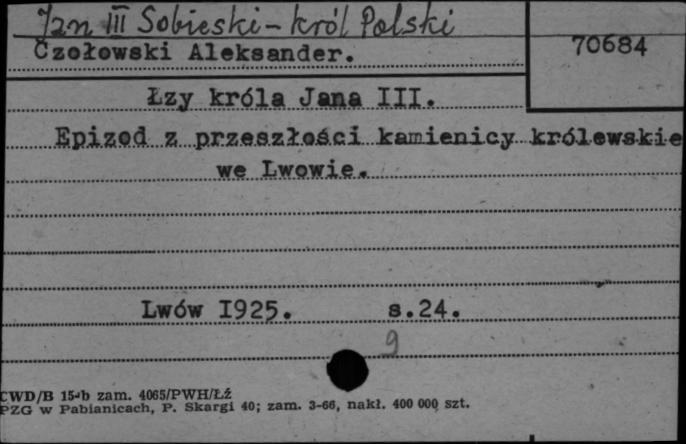 Jan III Sobieski – król Polski
Czołowski Aleksander.
70684
Łzy króla Jana III.
Epizod z przeszłości kamienicy królewskie
we Lwowie.
Lwów I925. s.24.
9
CWD/B 15-b zam. 4065/PWH/Łź
PZG w Pabianicach, P. Skargi 40; zam. 3-66, nakł. 400 000 szt.